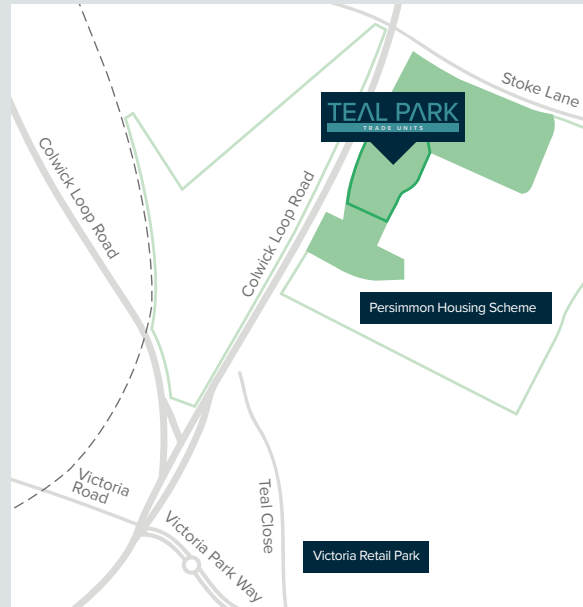 Stoke Lane
TEAL PARK
TRADE UNITS
Colwick Loop Road
Colwick Loop Road
Persimmon Housing Scheme
Victoria
Road
Teal Close
Victoria Park Way
Victoria Retail Park